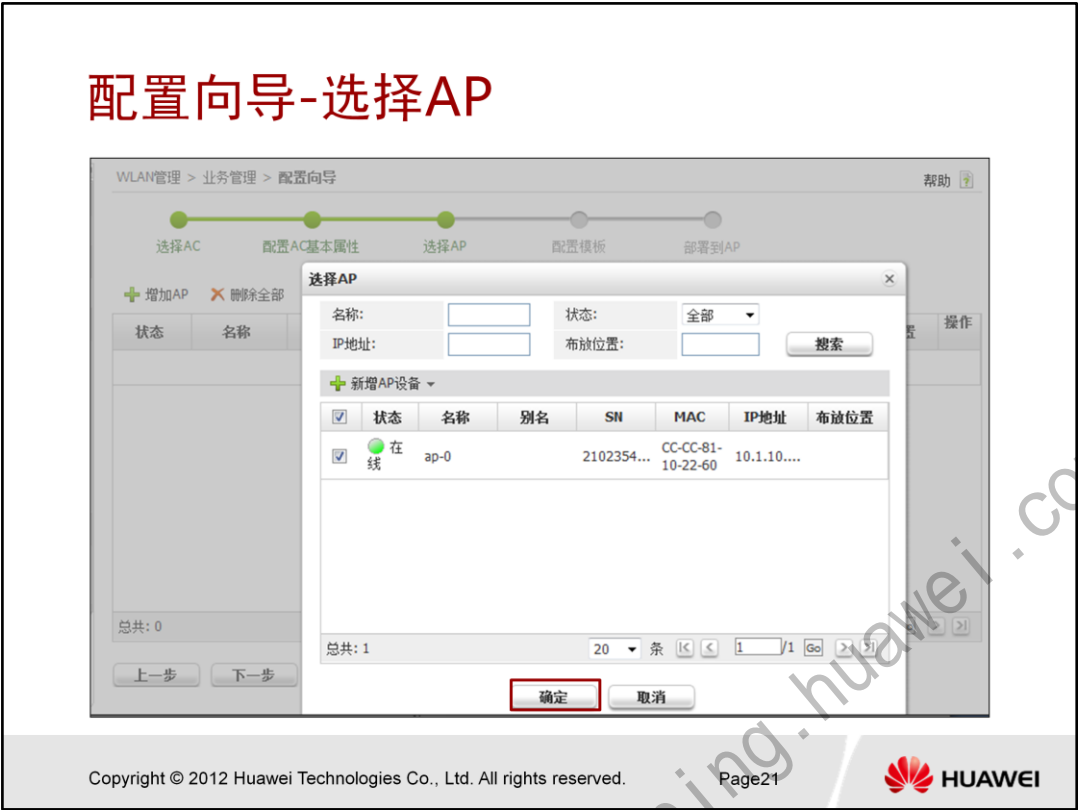 配置向导-选择AP
WLAN管理 > 业务管理 > 配置向导
帮助
选择AC 配置AC基本属性 选择AP 配置模板 部署到AP
增加AP 删除全部
状态 名称 操作
选择AP
名称: 状态: 全部
IP地址: 布放位置: 搜索
新增AP设备
状态 名称 别名 SN MAC IP地址 布放位置
在线 ap-0 2102354... CC-CC-81-10-22-60 10.1.10....
总共: 0
总共: 1 20 条 1 /1 Go
上一步 下一步
确定 取消
Copyright © 2012 Huawei Technologies Co., Ltd. All rights reserved. Page21
HUAWEI